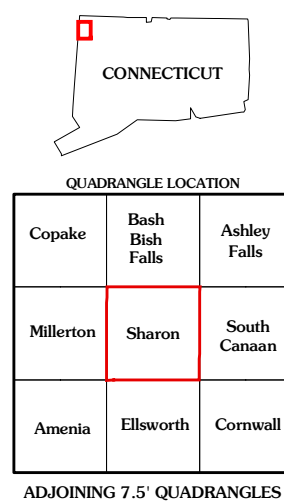 CONNECTICUT
QUADRANGLE LOCATION
Copake
Bash
Bish
Falls
Ashley
Falls
Millerton
Sharon
South
Canaan
Amenia
Ellsworth
Cornwall
ADJOINING 7.5' QUADRANGLES